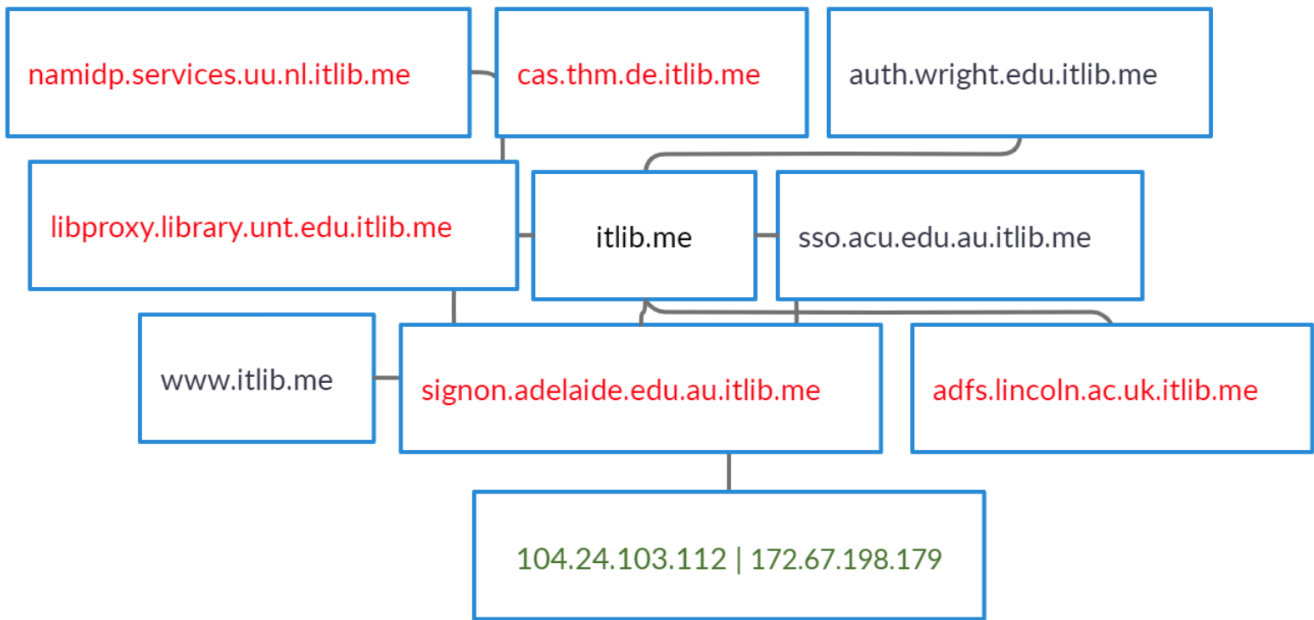 namidp.services.uu.nl.itlib.me
cas.thm.de.itlib.me
auth.wright.edu.itlib.me
libproxy.library.unt.edu.itlib.me
itlib.me
sso.acu.edu.au.itlib.me
www.itlib.me
signon.adelaide.edu.au.itlib.me
adfs.lincoln.ac.uk.itlib.me
104.24.103.112 | 172.67.198.179